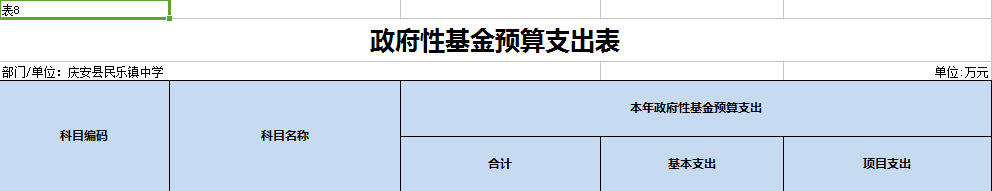 表8
政府性基金预算支出表
部门/单位：庆安县民乐镇中学 单位:万元
科目编码 科目名称 本年政府性基金预算支出
合计 基本支出 项目支出